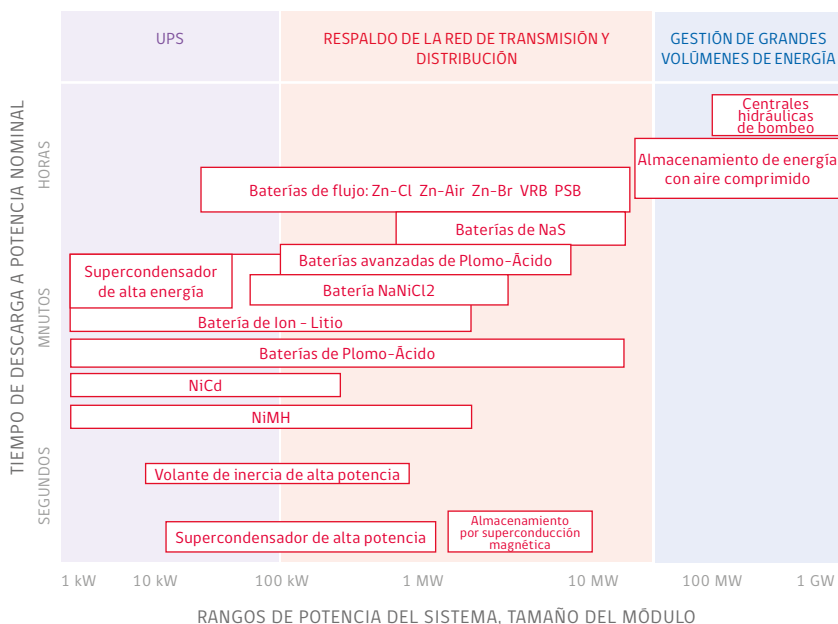 UPS
RESPALDO DE LA RED DE TRANSMISIÓN Y
DISTRIBUCIÓN
GESTIÓN DE GRANDES
VOLÚMENES DE ENERGÍA
TIEMPO DE DESCARGA A POTENCIA NOMINAL
HORAS
MNUTOS
SEGUNDOS
Centrales
hidráulicas
de bombeo
Almacenamiento de energía
con aire comprimido
Baterías de flujo: Zn-Cl Zn-Air Zn-Br VRB PSB
Baterías de NaS
Baterías avanzadas de Plomo-Ácido
Supercondensador
de alta energía
Batería NaNiCl2
Batería de Ion - Litio
Baterías de Plomo-Ácido
NiCd
NiMH
Volante de inercia de alta potencia
Supercondensador de alta potencia
Almacenamiento
por superconducción
magnética
1 kW 10 kW 100 kW 1 MW 10 MW 100 MW 1 GW
RANGOS DE POTENCIA DEL SISTEMA, TAMAÑO DEL MÓDULO